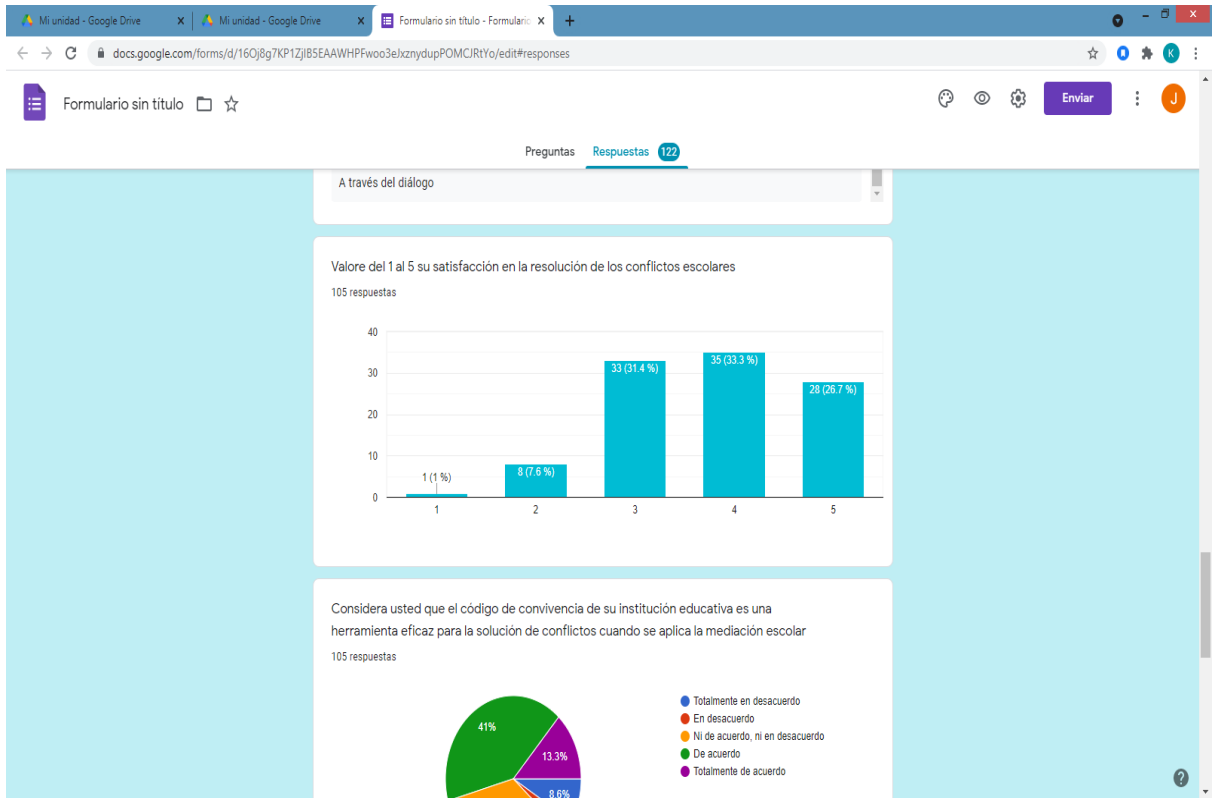 Mi unidad - Google Drive
Mi unidad - Google Drive
Formulario sin título - Formulario
docs.google.com/forms/d/16Oj8g7KP1ZjlB5EAAWHPFwoo3eJxznydupPOMCJRtYo/edit#responses
K
Formulario sin título
Enviar
J
Preguntas
Respuestas 122
A través del diálogo
Valore del 1 al 5 su satisfacción en la resolución de los conflictos escolares
105 respuestas
40
30
20
10
0
1 (1 %)
8 (7.6 %)
33 (31.4 %)
35 (33.3 %)
28 (26.7 %)
1
2
3
4
5
Considera usted que el código de convivencia de su institución educativa es una
herramienta eficaz para la solución de conflictos cuando se aplica la mediación escolar
105 respuestas
41%
13.3%
8.6%
Totalmente en desacuerdo
En desacuerdo
Ni de acuerdo, ni en desacuerdo
De acuerdo
Totalmente de acuerdo